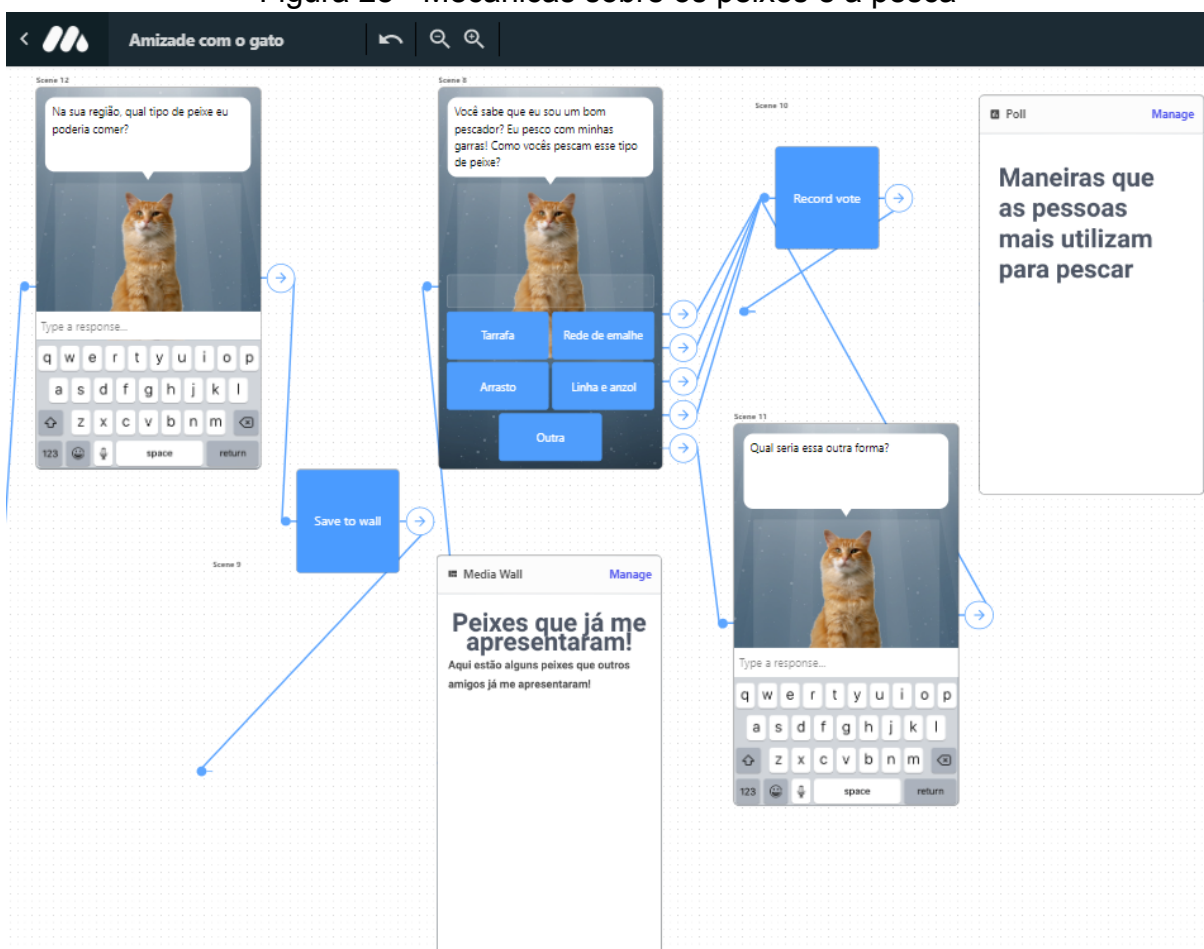 Amizade com o gato
Scene 12
Na sua região, qual tipo de peixe eu
poderia comer?
Type a response...
q w e r t y u i o p
a s d f g h j k l
z x c v b n m
123 space return
Save to wall
Scene 9
Scene 8
Você sabe que eu sou um bom
pescador? Eu pesco com minhas
garras! Como vocês pescam esse tipo
de peixe?
Tarrafa
Rede de emalhe
Arrasto
Linha e anzol
Outra
Media Wall
Manage
Peixes que já me
apresentaram!
Aqui estão alguns peixes que outros
amigos já me apresentaram!
Scene 10
Record vote
Scene 11
Qual seria essa outra forma?
Type a response...
q w e r t y u i o p
a s d f g h j k l
z x c v b n m
123 space return
Poll
Manage
Maneiras que
as pessoas
mais utilizam
para pescar